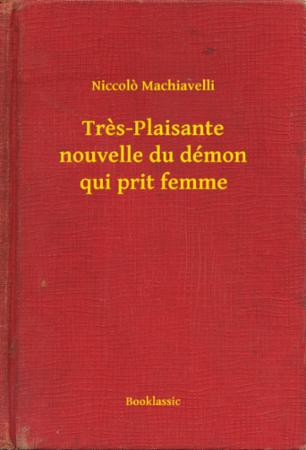 Niccolò Machiavelli
Très-Plaisante
nouvelle du démon
qui prit femme
Booklassic